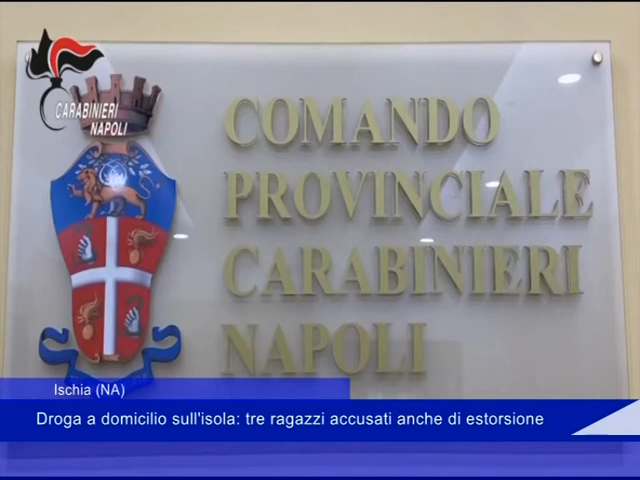 CARABINIERI
NAPOLI
COMANDO
PROVINCIALE
CARABINIERI
NAPOLI
Ischia (NA)
Droga a domicilio sull'isola: tre ragazzi accusati anche di estorsione